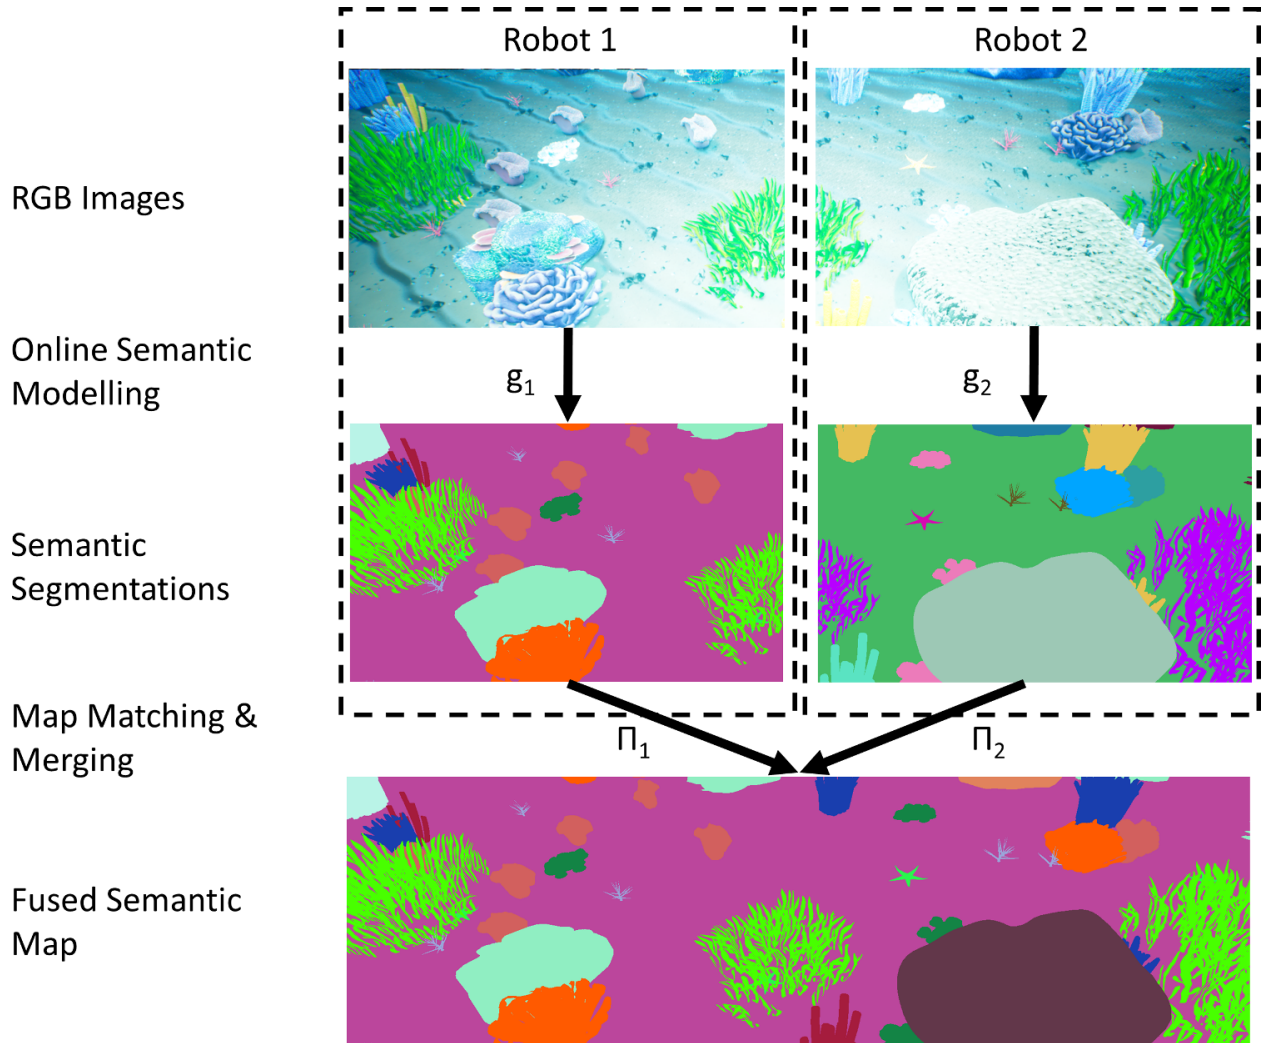 Robot 1
Robot 2
RGB Images
Online Semantic
Modelling
g₁
g₂
Semantic
Segmentations
Map Matching &
Merging
Π₁
Π₂
Fused Semantic
Map